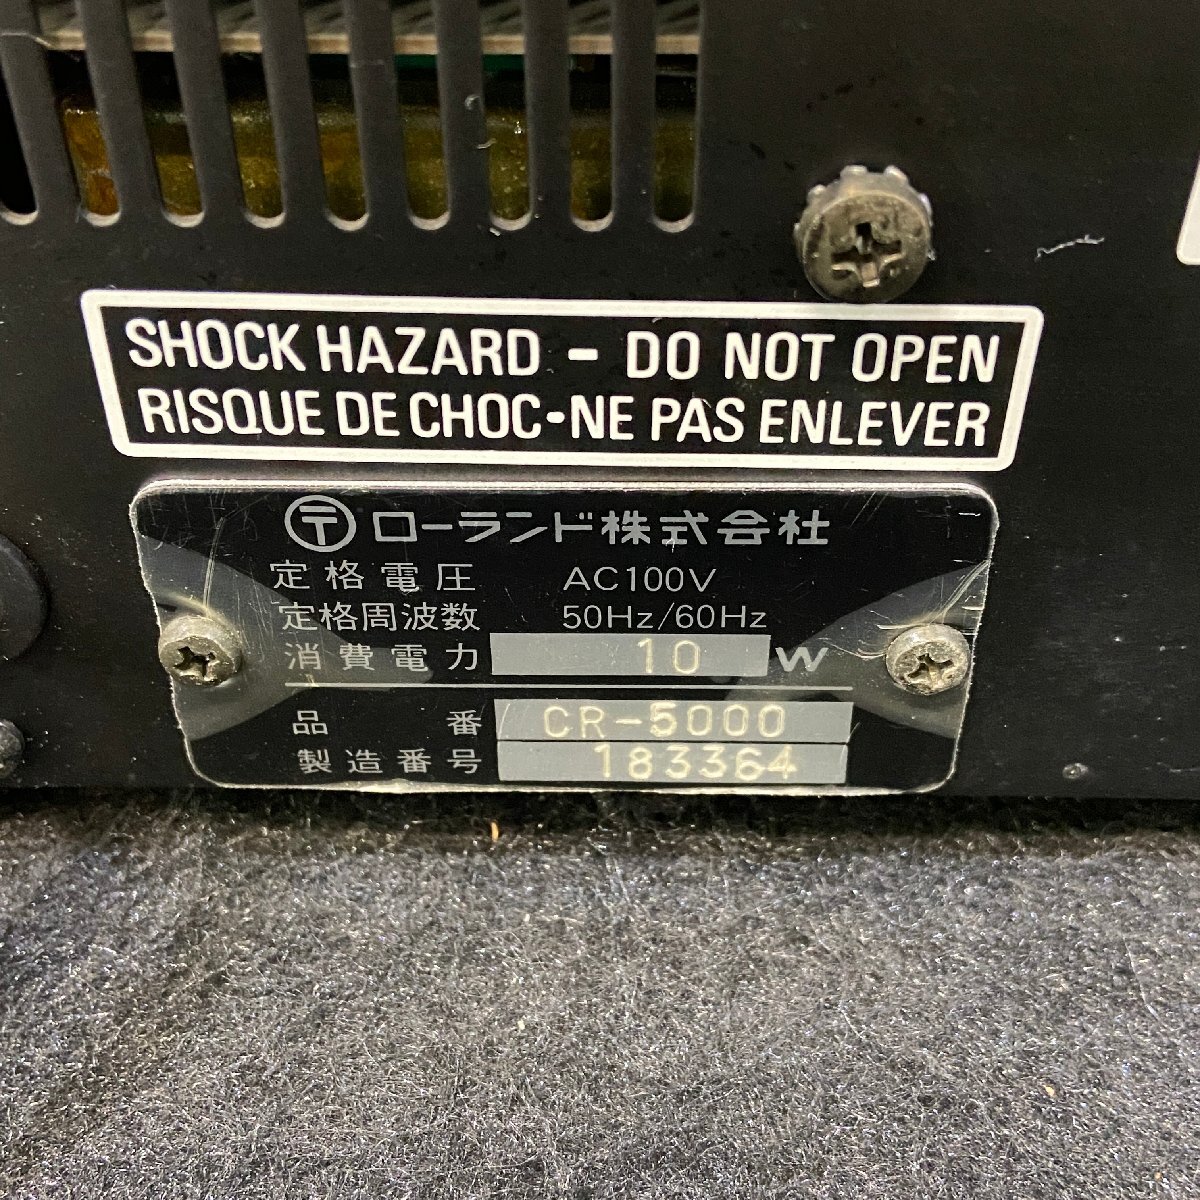 SHOCK HAZARD - DO NOT OPEN
RISQUE DE CHOC-NE PAS ENLEVER
〒 ローランド株式会社
定格電圧 AC100V
定格周波数 50Hz/60Hz
消費電力 10 W
品番 CR-5000
製造番号 183364